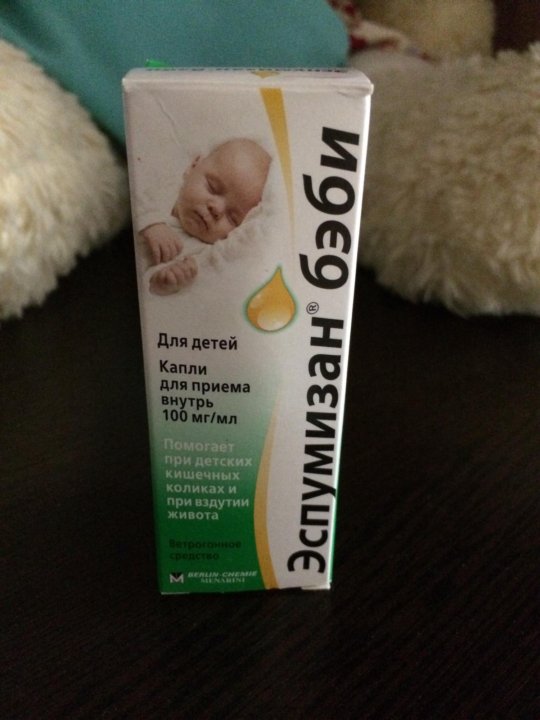 Эспумизан® бэби
Для детей
Капли
для приема
внутрь
100 мг/мл
Помогает
при детских
кишечных
коликах и
при вздутии
живота
Ветрогонное
средство
BERLIN-CHEMIE
MENARINI